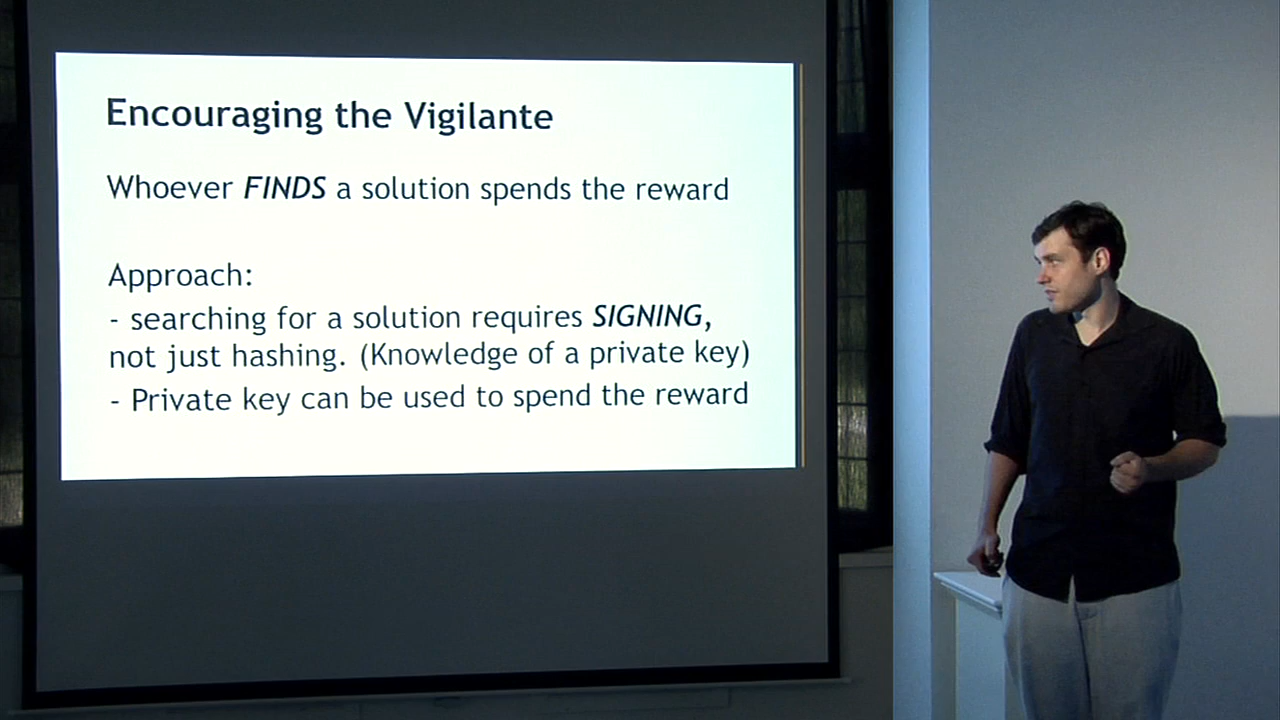 Encouraging the Vigilante
Whoever FINDS a solution spends the reward
Approach:
- searching for a solution requires SIGNING,
not just hashing. (Knowledge of a private key)
- Private key can be used to spend the reward